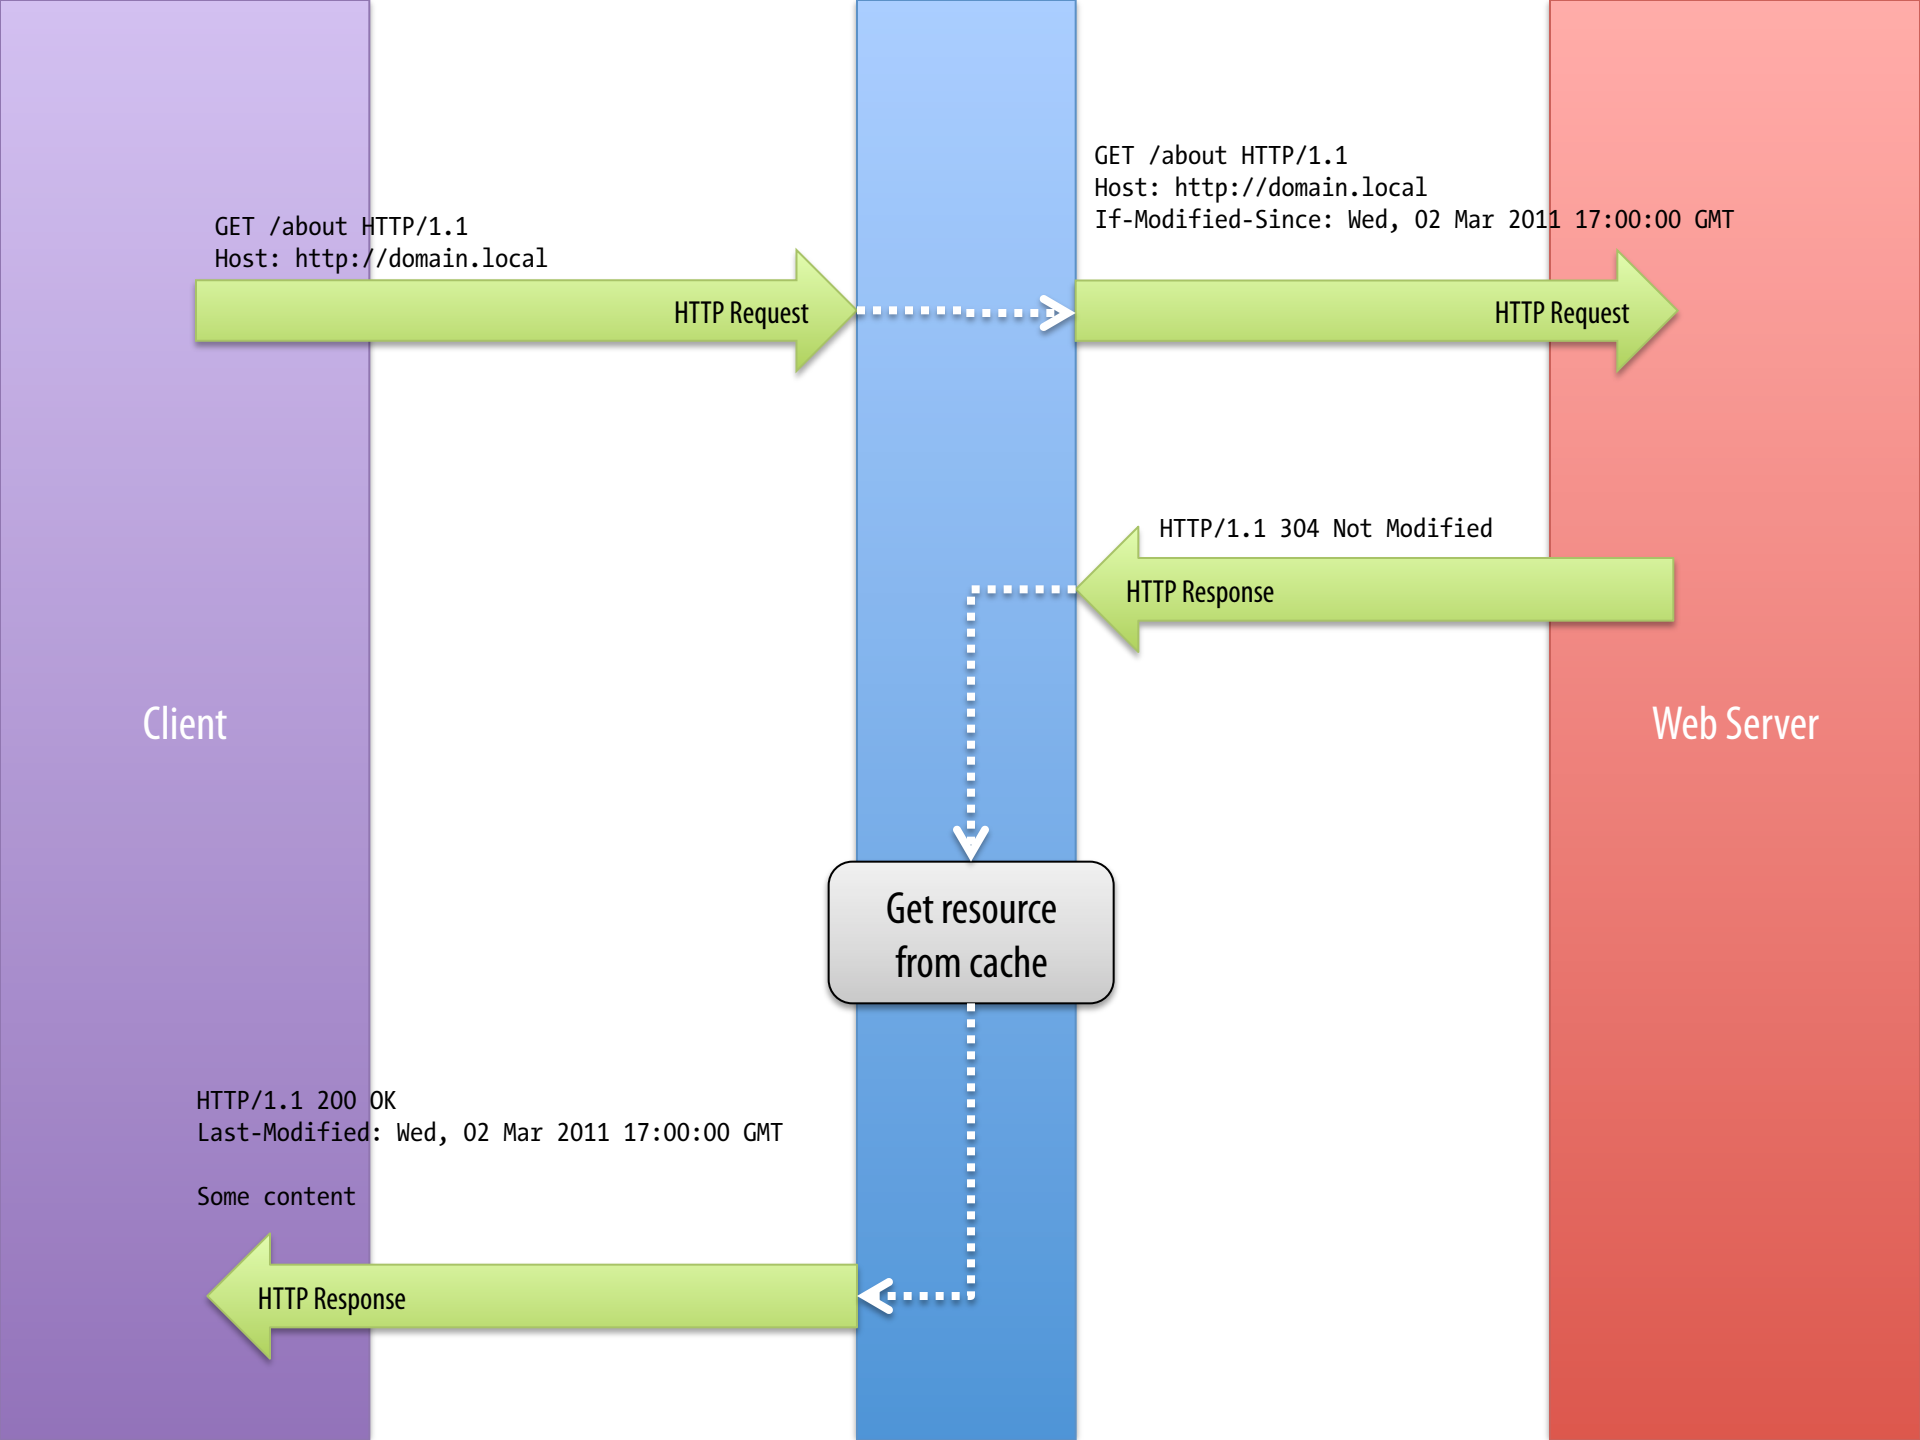 GET /about HTTP/1.1
Host: http://domain.local
HTTP Request
GET /about HTTP/1.1
Host: http://domain.local
If-Modified-Since: Wed, 02 Mar 2011 17:00:00 GMT
HTTP Request
HTTP/1.1 304 Not Modified
HTTP Response
Client
Web Server
Get resource
from cache
HTTP/1.1 200 OK
Last-Modified: Wed, 02 Mar 2011 17:00:00 GMT
Some content
HTTP Response